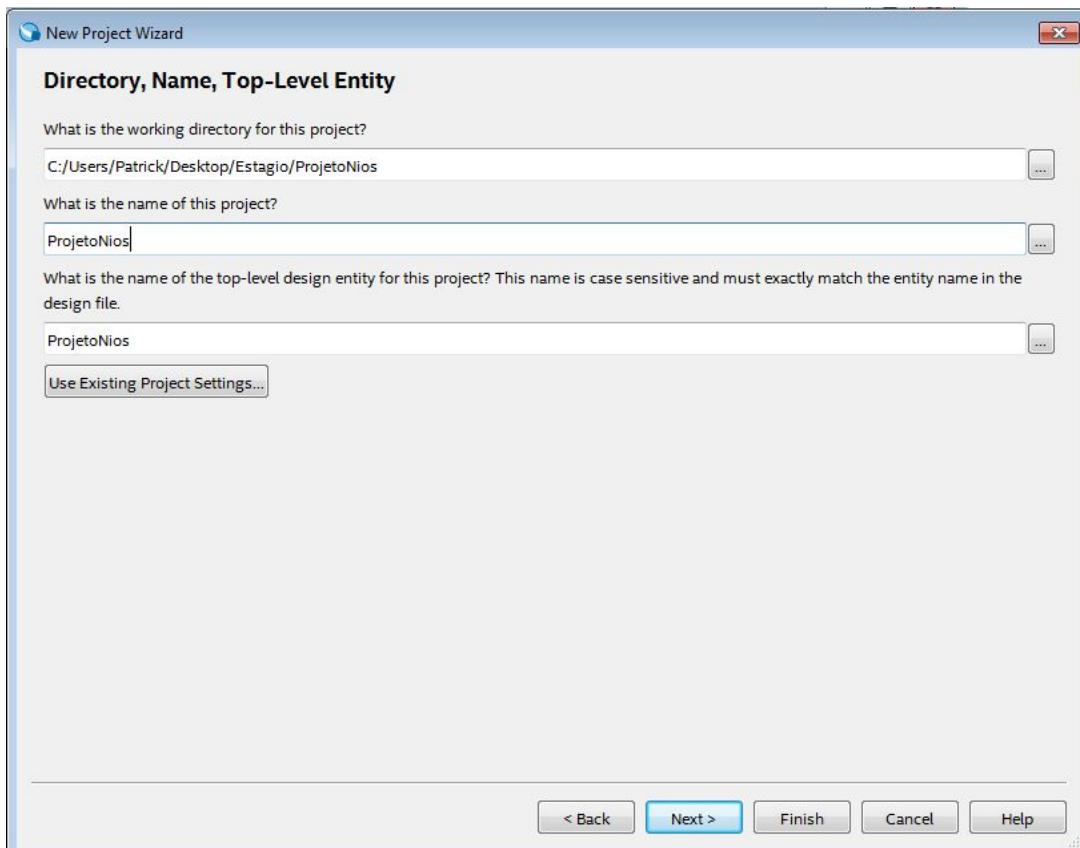 New Project Wizard
Directory, Name, Top-Level Entity
What is the working directory for this project?
C:/Users/Patrick/Desktop/Estagio/ProjetoNios
...
What is the name of this project?
ProjetoNios
...
What is the name of the top-level design entity for this project? This name is case sensitive and must exactly match the entity name in the
design file.
ProjetoNios
...
Use Existing Project Settings...
< Back
Next >
Finish
Cancel
Help